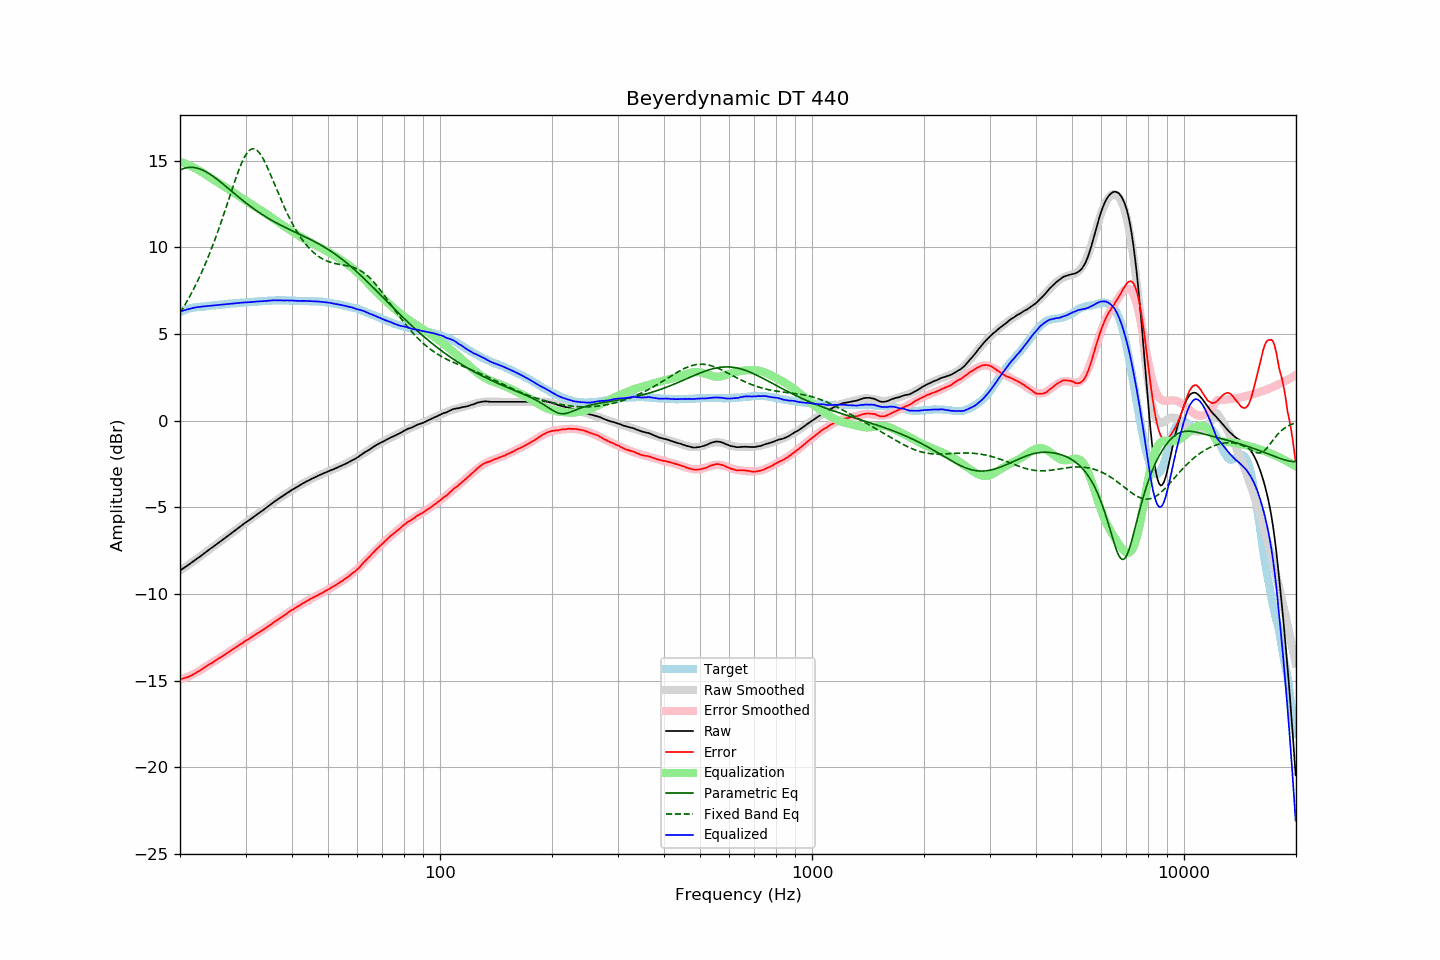 Beyerdynamic DT 440
15
10
5
0
−5
−10
−15
−20
−25
Amplitude (dBr)
100
1000
10000
Frequency (Hz)
Target
Raw Smoothed
Error Smoothed
Raw
Error
Equalization
Parametric Eq
Fixed Band Eq
Equalized